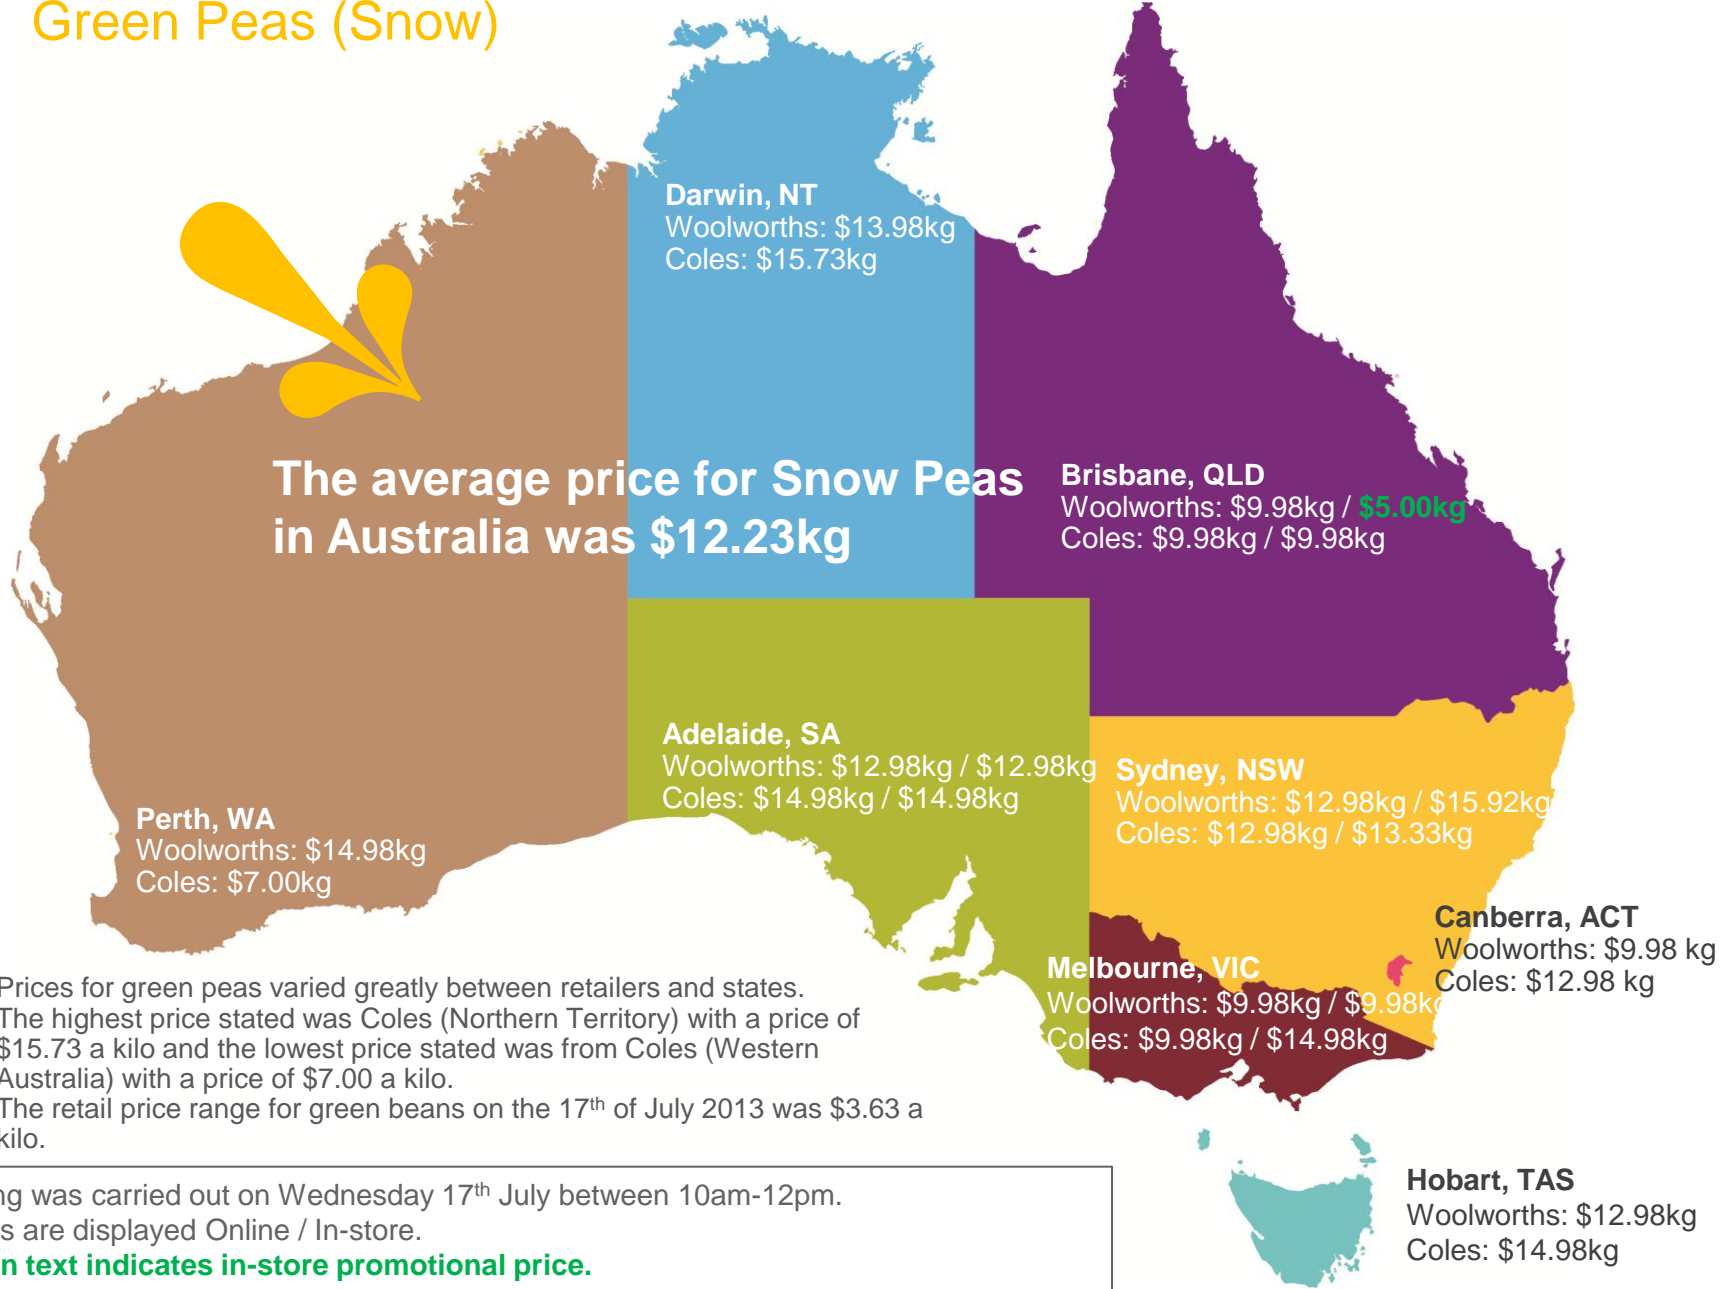 Green Peas (Snow)
Darwin, NT
Woolworths: $13.98kg
Coles: $15.73kg
The average price for Snow Peas
in Australia was $12.23kg
Brisbane, QLD
Woolworths: $9.98kg / $5.00kg
Coles: $9.98kg / $9.98kg
Adelaide, SA
Woolworths: $12.98kg / $12.98kg
Coles: $14.98kg / $14.98kg
Sydney, NSW
Woolworths: $12.98kg / $15.92kg
Coles: $12.98kg / $13.33kg
Perth, WA
Woolworths: $14.98kg
Coles: $7.00kg
Canberra, ACT
Woolworths: $9.98 kg
Coles: $12.98 kg
Melbourne, VIC
Woolworths: $9.98kg / $9.98kg
Coles: $9.98kg / $14.98kg
Prices for green peas varied greatly between retailers and states.
The highest price stated was Coles (Northern Territory) with a price of
$15.73 a kilo and the lowest price stated was from Coles (Western
Australia) with a price of $7.00 a kilo.
The retail price range for green beans on the 17th of July 2013 was $3.63 a
kilo.
ng was carried out on Wednesday 17th July between 10am-12pm.
s are displayed Online / In-store.
n text indicates in-store promotional price.
Hobart, TAS
Woolworths: $12.98kg
Coles: $14.98kg